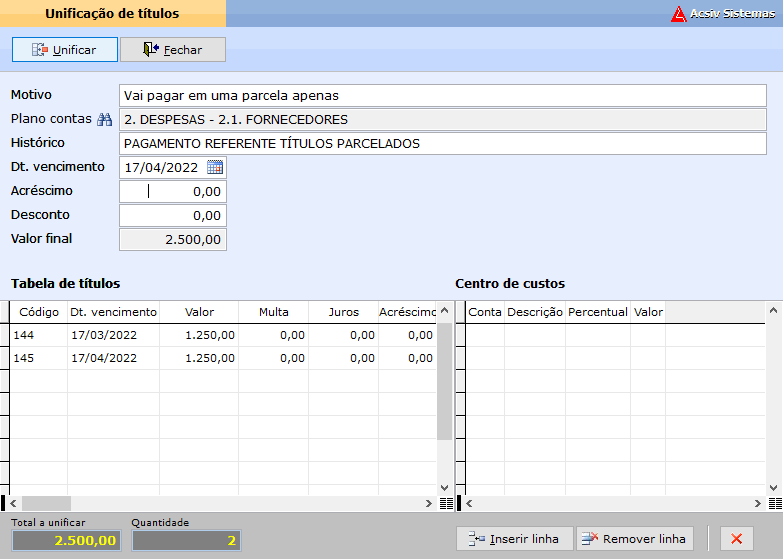 Unificação de títulos
Acsiv Sistemas
Unificar Fechar
Motivo Vai pagar em uma parcela apenas
Plano contas 2. DESPESAS - 2.1. FORNECEDORES
Histórico PAGAMENTO REFERENTE TÍTULOS PARCELADOS
Dt. vencimento 17/04/2022
Acréscimo 0,00
Desconto 0,00
Valor final 2.500,00
Tabela de títulos
Código Dt. vencimento Valor Multa Juros Acréscimo
144 17/03/2022 1.250,00 0,00 0,00 0,00
145 17/04/2022 1.250,00 0,00 0,00 0,00
Centro de custos
Conta Descrição Percentual Valor
Total a unificar Quantidade
2.500,00 2
Inserir linha Remover linha